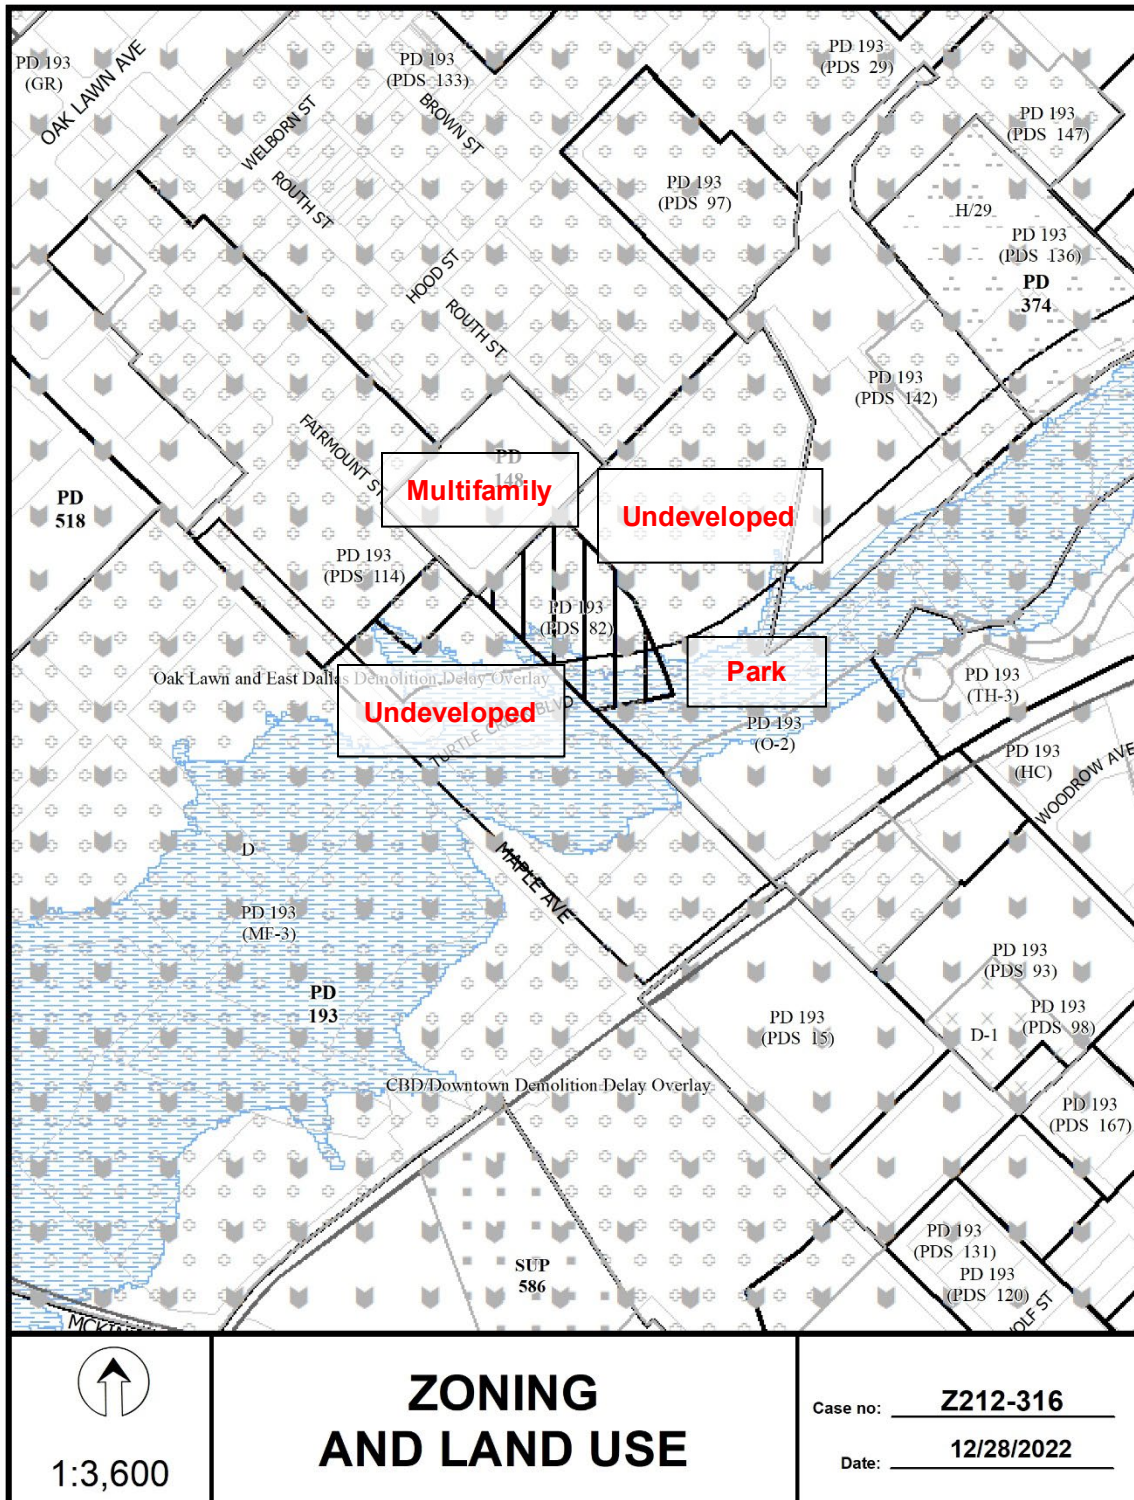 PD 193
(GR)
OAK LAWN AVE
PD 193
(PDS 133)
PD 193
(PDS 29)
WELBORN ST
BROWN ST
PD 193
(PDS 147)
ROUTH ST
PD 193
(PDS 97)
H/29
PD 193
(PDS 136)
PD
374
HOOD ST
ROUTH ST
PD 193
(PDS 142)
FAIRMOUNT ST
PD
148
Multifamily
Undeveloped
PD
518
PD 193
(PDS 114)
PD 193
(PDS 82)
Park
PD 193
(TH-3)
Oak Lawn and East Dallas Demolition Delay Overlay
Undeveloped
D
PD 193
(O-2)
TURTLE CREEK BLVD
PD 193
(HC)
WOODROW AVE
D
MAPLE AVE
PD 193
(MF-3)
PD 193
(PDS 93)
PD
193
PD 193
(PDS 15)
PD 193
(PDS 98)
D-1
CBD/Downtown Demolition Delay Overlay
PD 193
(PDS 167)
PD 193
(PDS 131)
SUP
586
PD 193
(PDS 120)
OLF ST
MCKIN
1:3,600
ZONING
AND LAND USE
Case no: Z212-316
Date: 12/28/2022